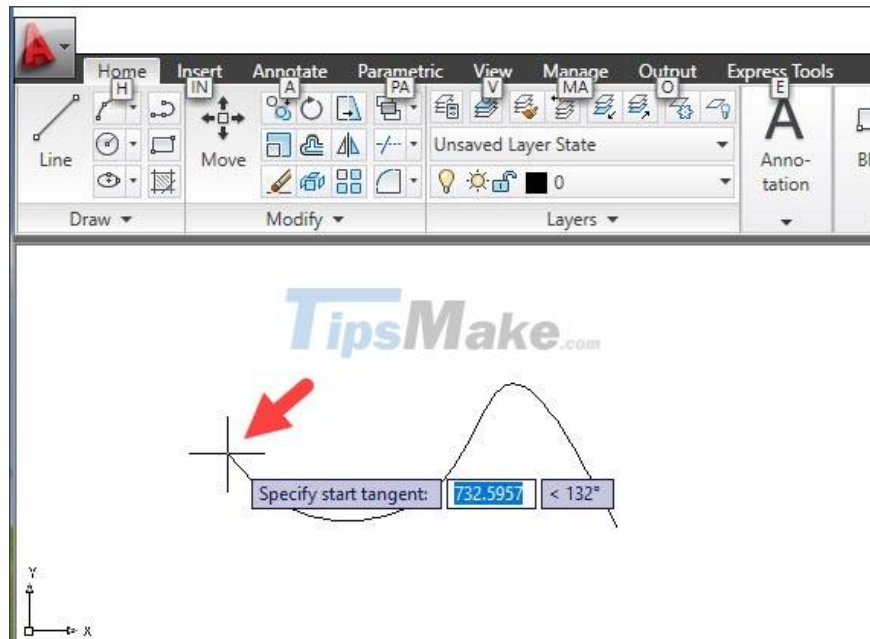 Home Insert Annotate Parametric View Manage Output Express Tools
H IN A PA V MA O E
Line
Move
Unsaved Layer State
0
A
Anno-
tation
Draw Modify Layers
TipsMake.com
Specify start tangent: 732.5957 < 132°
Y
X